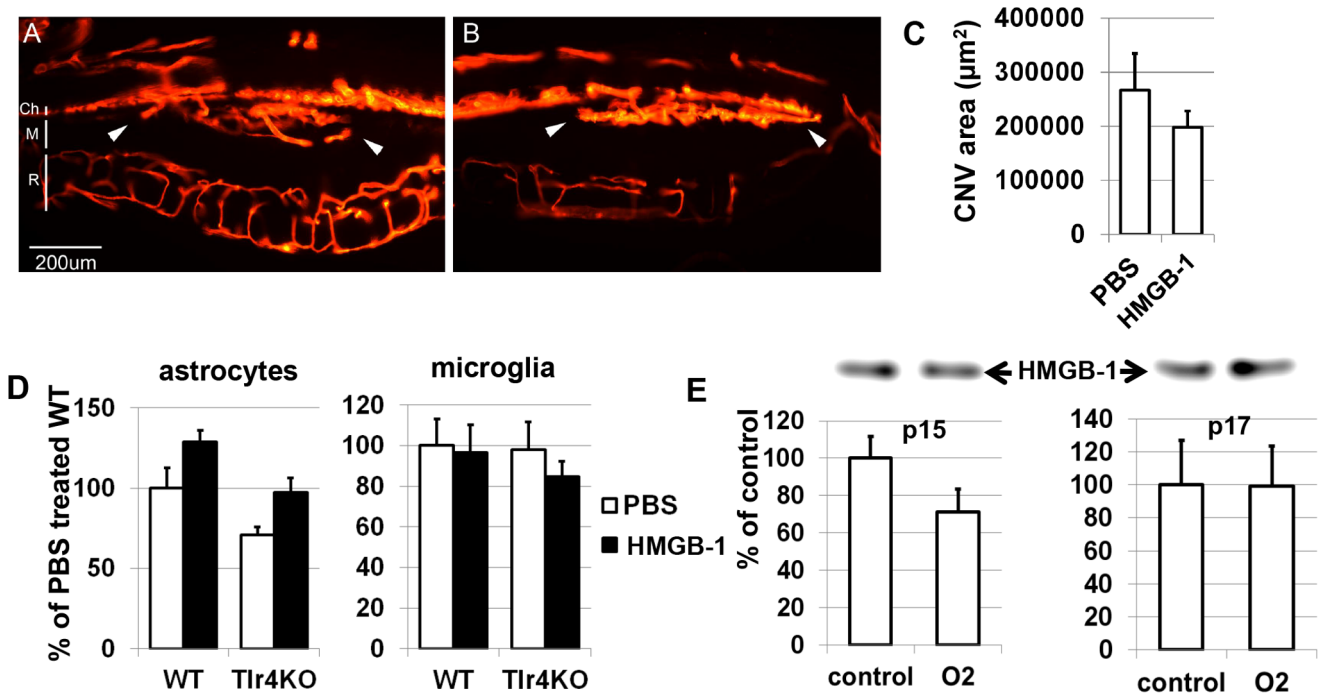 A
B
Ch
M
R
200um
C
CNV area (µm²)
400000
300000
200000
100000
0
PBS
HMGB-1
D
astrocytes
% of PBS treated WT
150
100
50
0
WT
Tlr4KO
microglia
120
100
80
60
40
20
0
WT
Tlr4KO
PBS
HMGB-1
E
HMGB-1
p15
% of control
120
100
80
60
40
20
0
control
O2
p17
140
120
100
80
60
40
20
0
control
O2